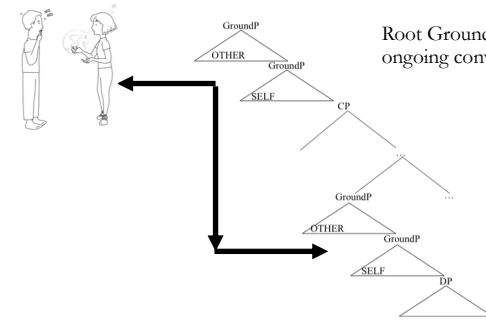 GroundP
Root Ground
OTHER
ongoing conv
GroundP
SELF
CP
...
GroundP
...
OTHER
GroundP
SELF
DP